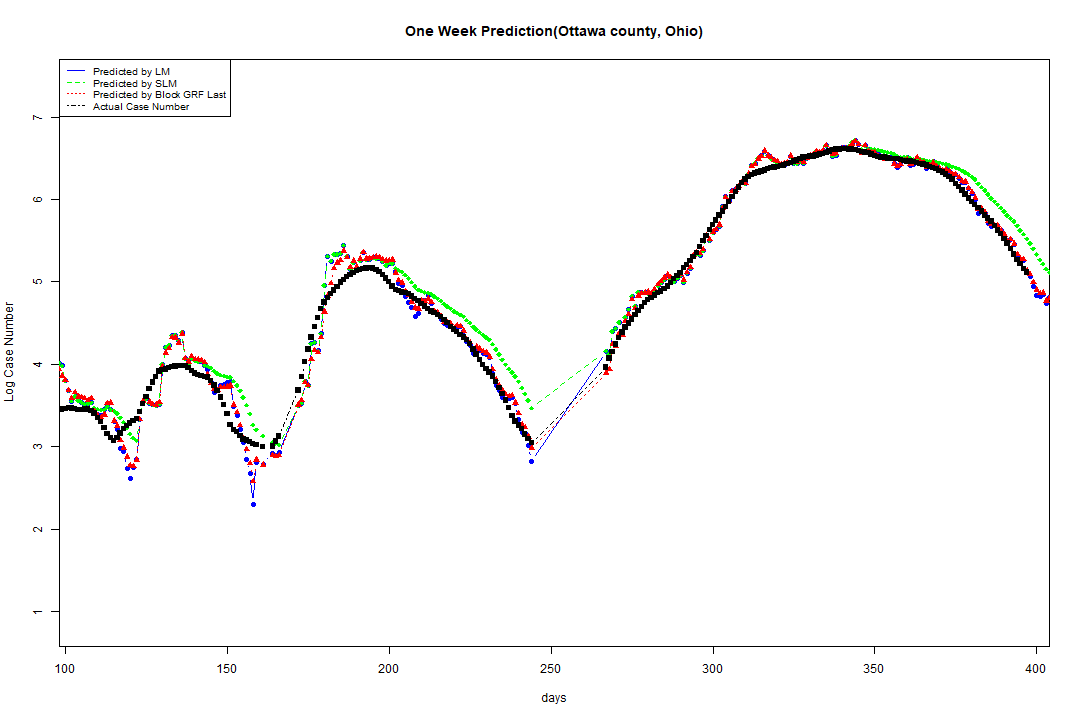 One Week Prediction(Ottawa county, Ohio)
Predicted by LM
Predicted by SLM
Predicted by Block GRF Last
Actual Case Number
Log Case Number
7
6
5
4
3
2
1
100 150 200 250 300 350 400
days